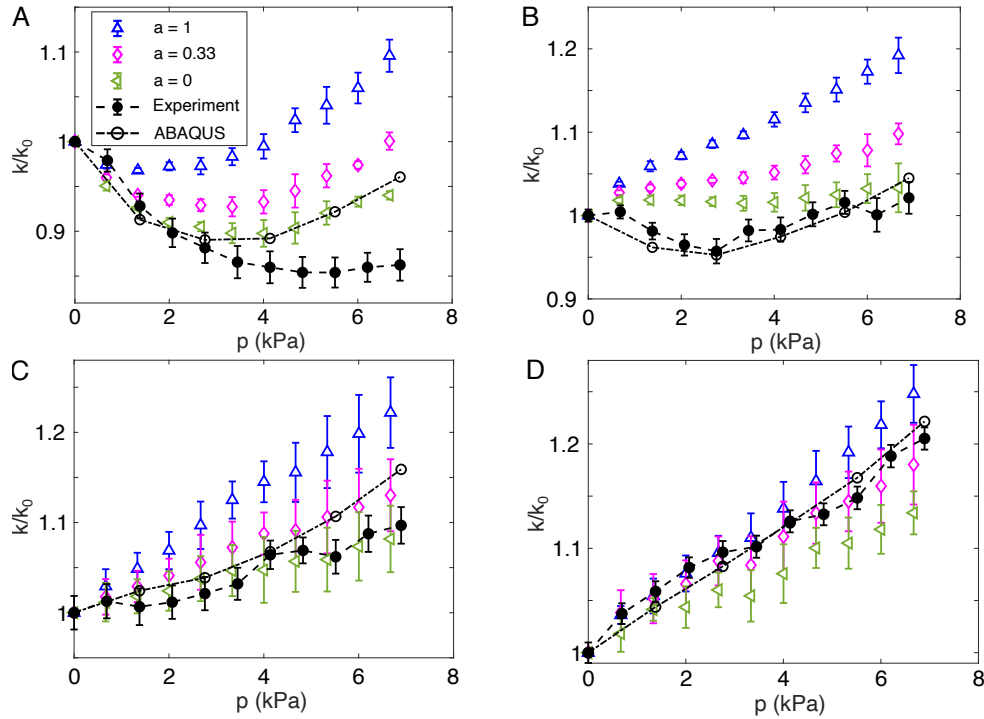 A
k/k0
1.1
1
0.9
0 2 4 6 8
p (kPa)
a = 1
a = 0.33
a = 0
Experiment
ABAQUS
B
k/k0
1.2
1.1
1
0.9
0 2 4 6 8
p (kPa)
C
k/k0
1.2
1.1
1
0 2 4 6 8
p (kPa)
D
k/k0
1.2
1.1
1
0 2 4 6 8
p (kPa)